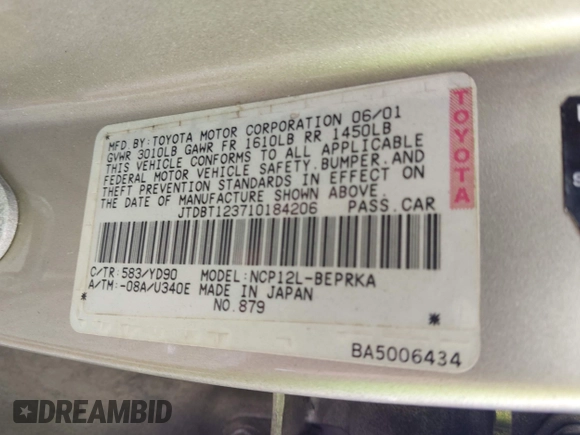 MFD BY:TOYOTA MOTOR CORPORATION 06/01
GVWR 3010LB GAWR FR 1610LB RR 1450LB
THIS VEHICLE CONFORMS TO ALL APPLICABLE
FEDERAL MOTOR VEHICLE SAFETY,BUMPER,AND
THEFT PREVENTION STANDARDS IN EFFECT ON
THE DATE OF MANUFACTURE SHOWN ABOVE.
JTDBT123710184206 PASS.CAR
C/TR:583/YD90 MODEL:NCP12L-BEPRKA
A/TM:-08A/U340E MADE IN JAPAN
NO.879
BA5006434
TOYOTA
DREAMBID